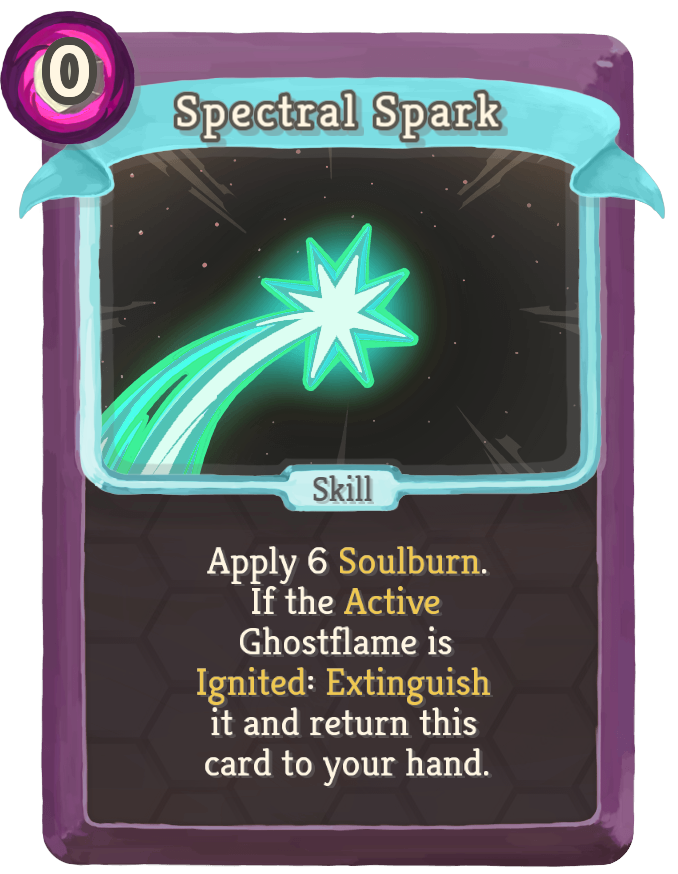 0
Spectral Spark
Skill
Apply 6 Soulburn.
If the Active
Ghostflame is
Ignited: Extinguish
it and return this
card to your hand.